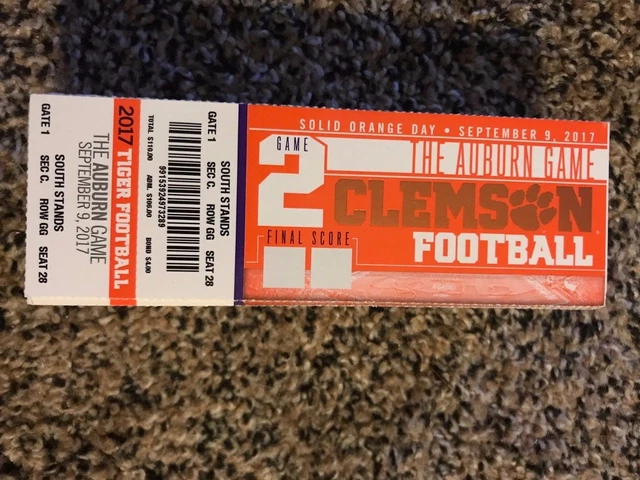 GATE 1 SOUTH STANDS
SEC C. ROW GG SEAT 28
2017 TIGER FOOTBALL
THE AUBURN GAME
SEPTEMBER 9, 2017
TOTAL $110.00 ADM. $106.00 BOND $4.00
99153924973289
GATE 1 SEC C. ROW GG SEAT 28
SOUTH STANDS
SOLID ORANGE DAY • SEPTEMBER 9, 2017
GAME
2
THE AUBURN GAME
CLEMSON
FOOTBALL
FINAL SCORE